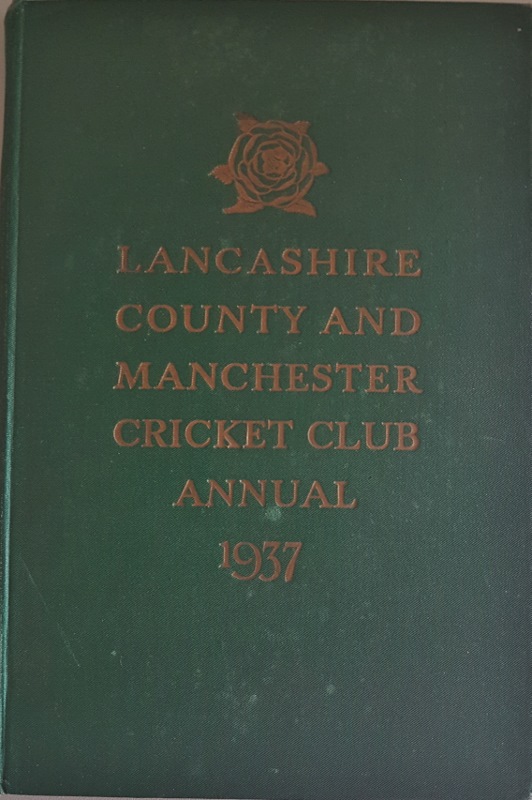 LANCASHIRE
COUNTY AND
MANCHESTER
CRICKET CLUB
ANNUAL
1937